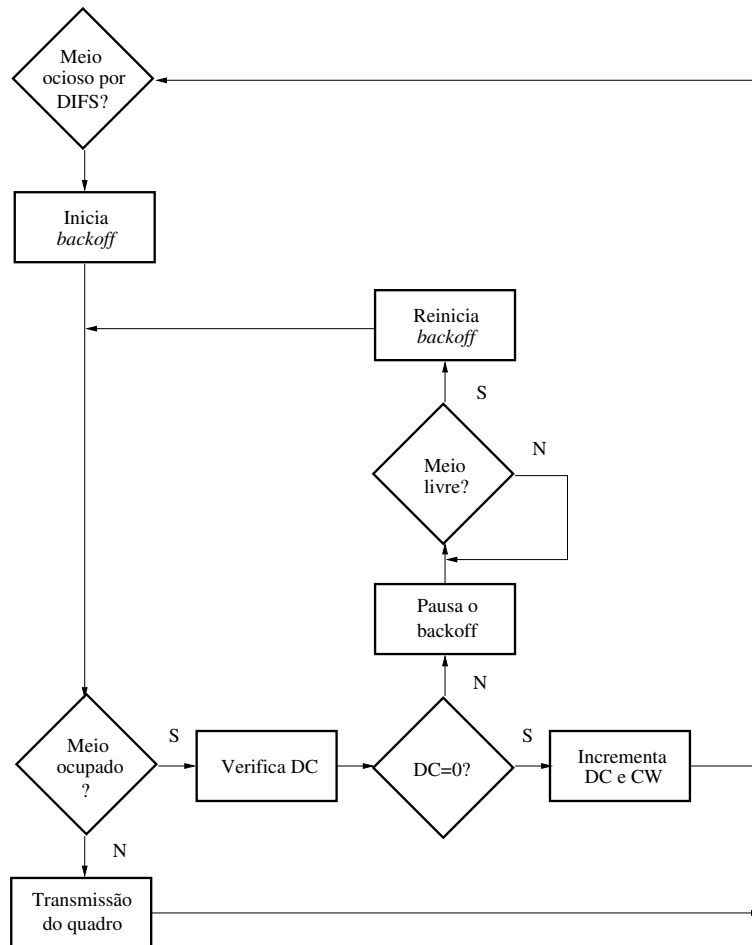 Meio
ocioso por
DIFS?
Inicia
backoff
Reinicia
backoff
S
Meio
livre?
N
Pausa o
backoff
N
Meio
ocupado
?
S
Verifica DC
DC=0?
S
Incrementa
DC e CW
N
Transmissão
do quadro